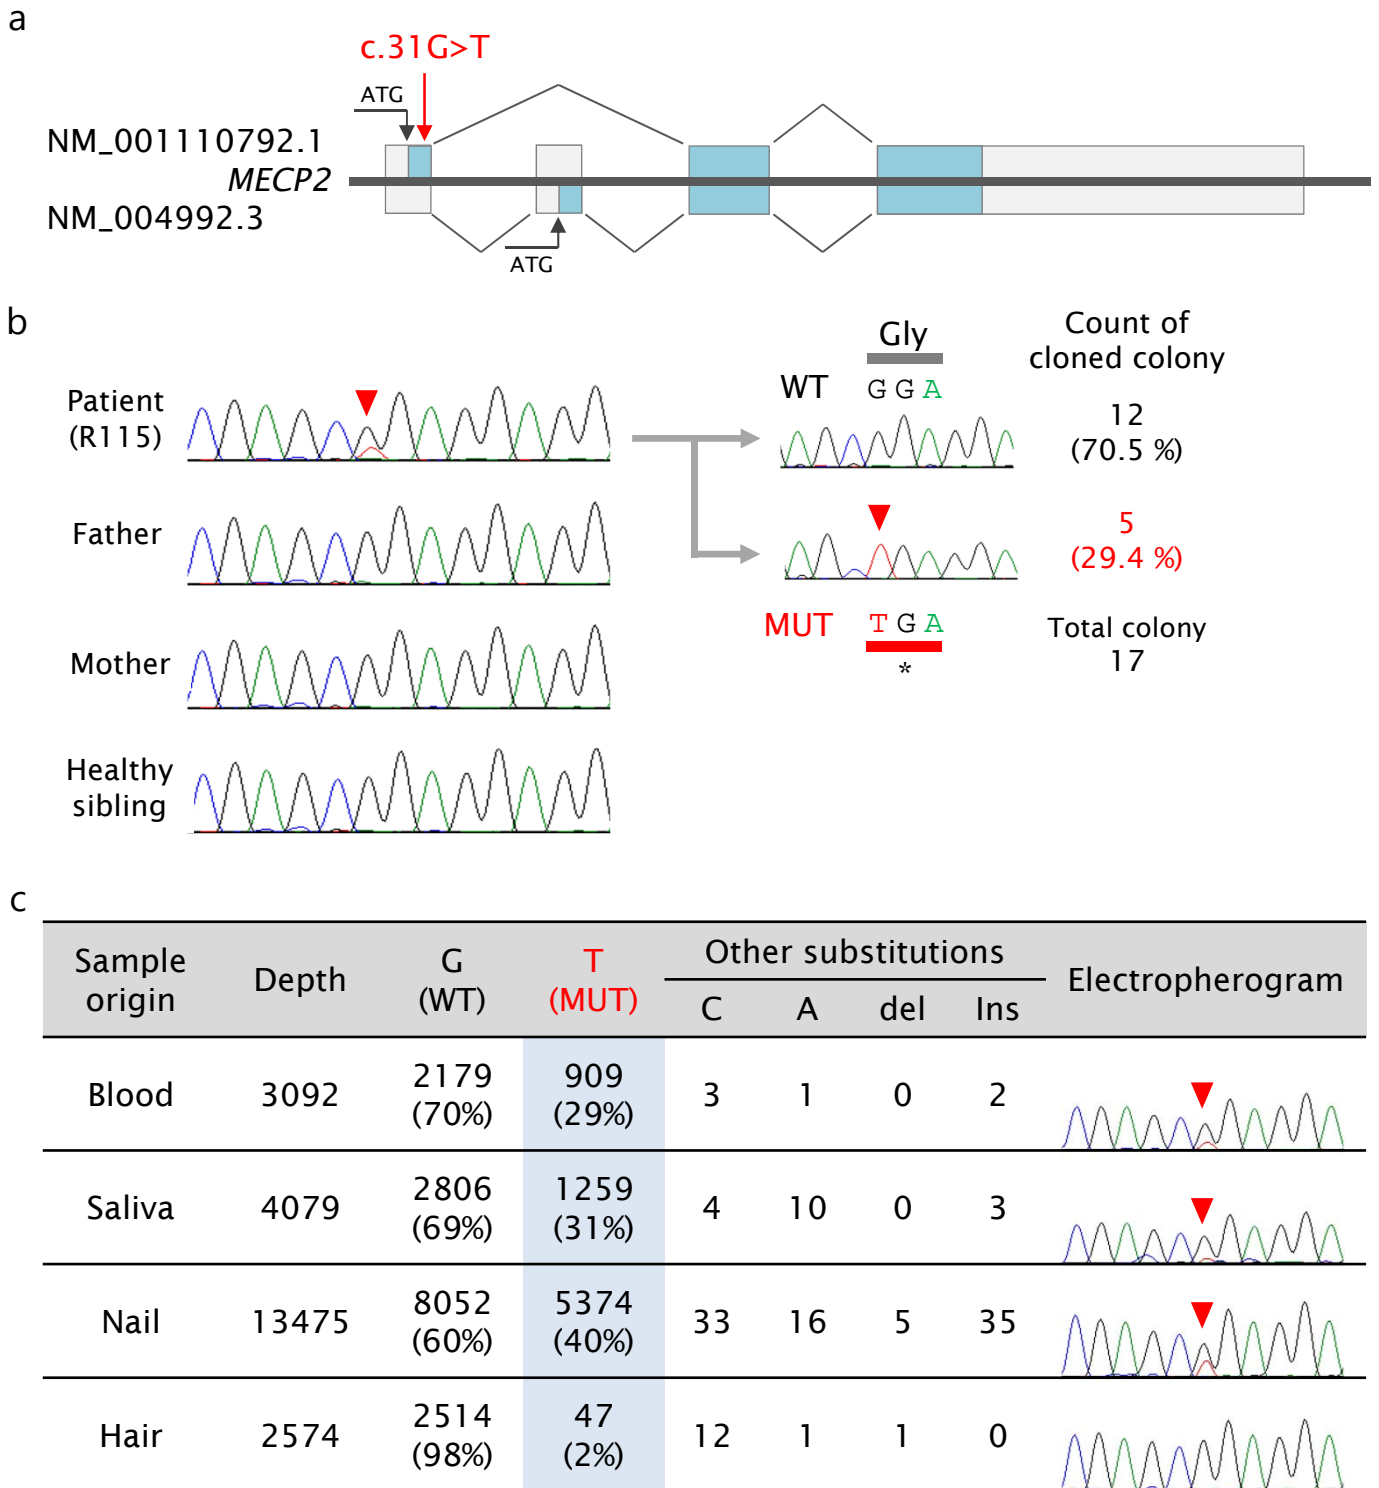 a
c.31G>T
ATG
NM_001110792.1
MECP2
NM_004992.3
ATG
b
Patient
(R115)
Father
Mother
Healthy
sibling
Gly
WT
G G A
Count of
cloned colony
12
(70.5 %)
5
(29.4 %)
MUT
T G A
*
Total colony
17
c
Sample origin Depth G (WT) T (MUT) Other substitutions Electropherogram
C A del Ins
Blood 3092 2179 (70%) 909 (29%) 3 1 0 2
Saliva 4079 2806 (69%) 1259 (31%) 4 10 0 3
Nail 13475 8052 (60%) 5374 (40%) 33 16 5 35
Hair 2574 2514 (98%) 47 (2%) 12 1 1 0